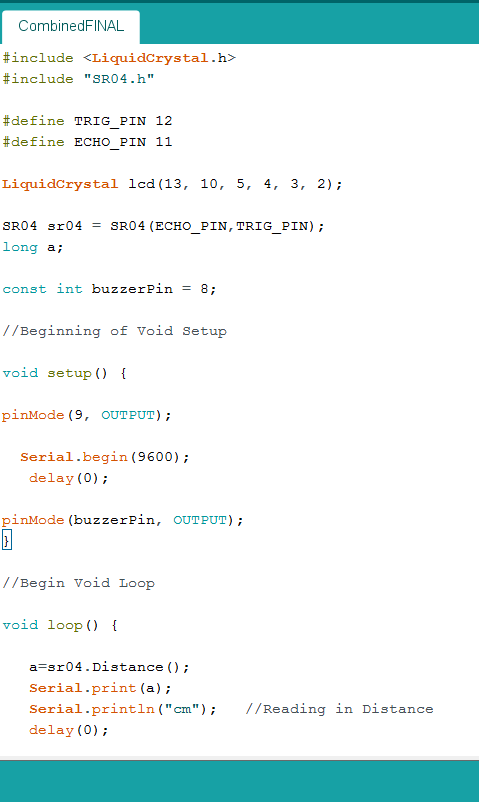 CombinedFINAL
#include <LiquidCrystal.h>
#include "SR04.h"
#define TRIG_PIN 12
#define ECHO_PIN 11
LiquidCrystal lcd(13, 10, 5, 4, 3, 2);
SR04 sr04 = SR04(ECHO_PIN,TRIG_PIN);
long a;
const int buzzerPin = 8;
//Beginning of Void Setup
void setup() {
pinMode(9, OUTPUT);
Serial.begin(9600);
delay(0);
pinMode(buzzerPin, OUTPUT);
}
//Begin Void Loop
void loop() {
a=sr04.Distance();
Serial.print(a);
Serial.println("cm");   //Reading in Distance
delay(0);